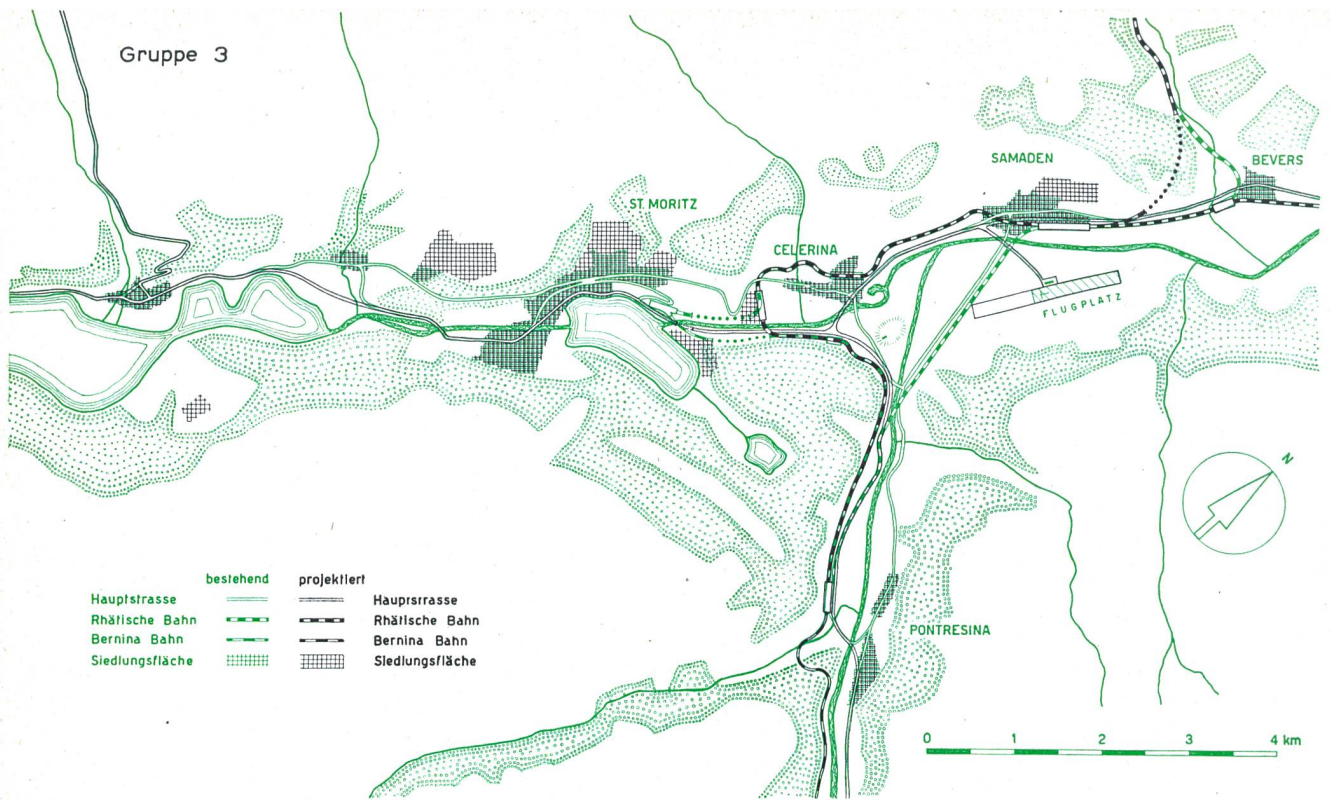 Gruppe 3
SAMADEN
BEVERS
ST. MORITZ
CELERINA
FLUGPLATZ
N
bestehend projektiert
Hauptstrasse Hauprsrrasse
Rhätische Bahn Rhätische Bahn
Bernina Bahn Bernina Bahn
Siedlungsfläche Siedlungsfläche
PONTRESINA
0 1 2 3 4 km